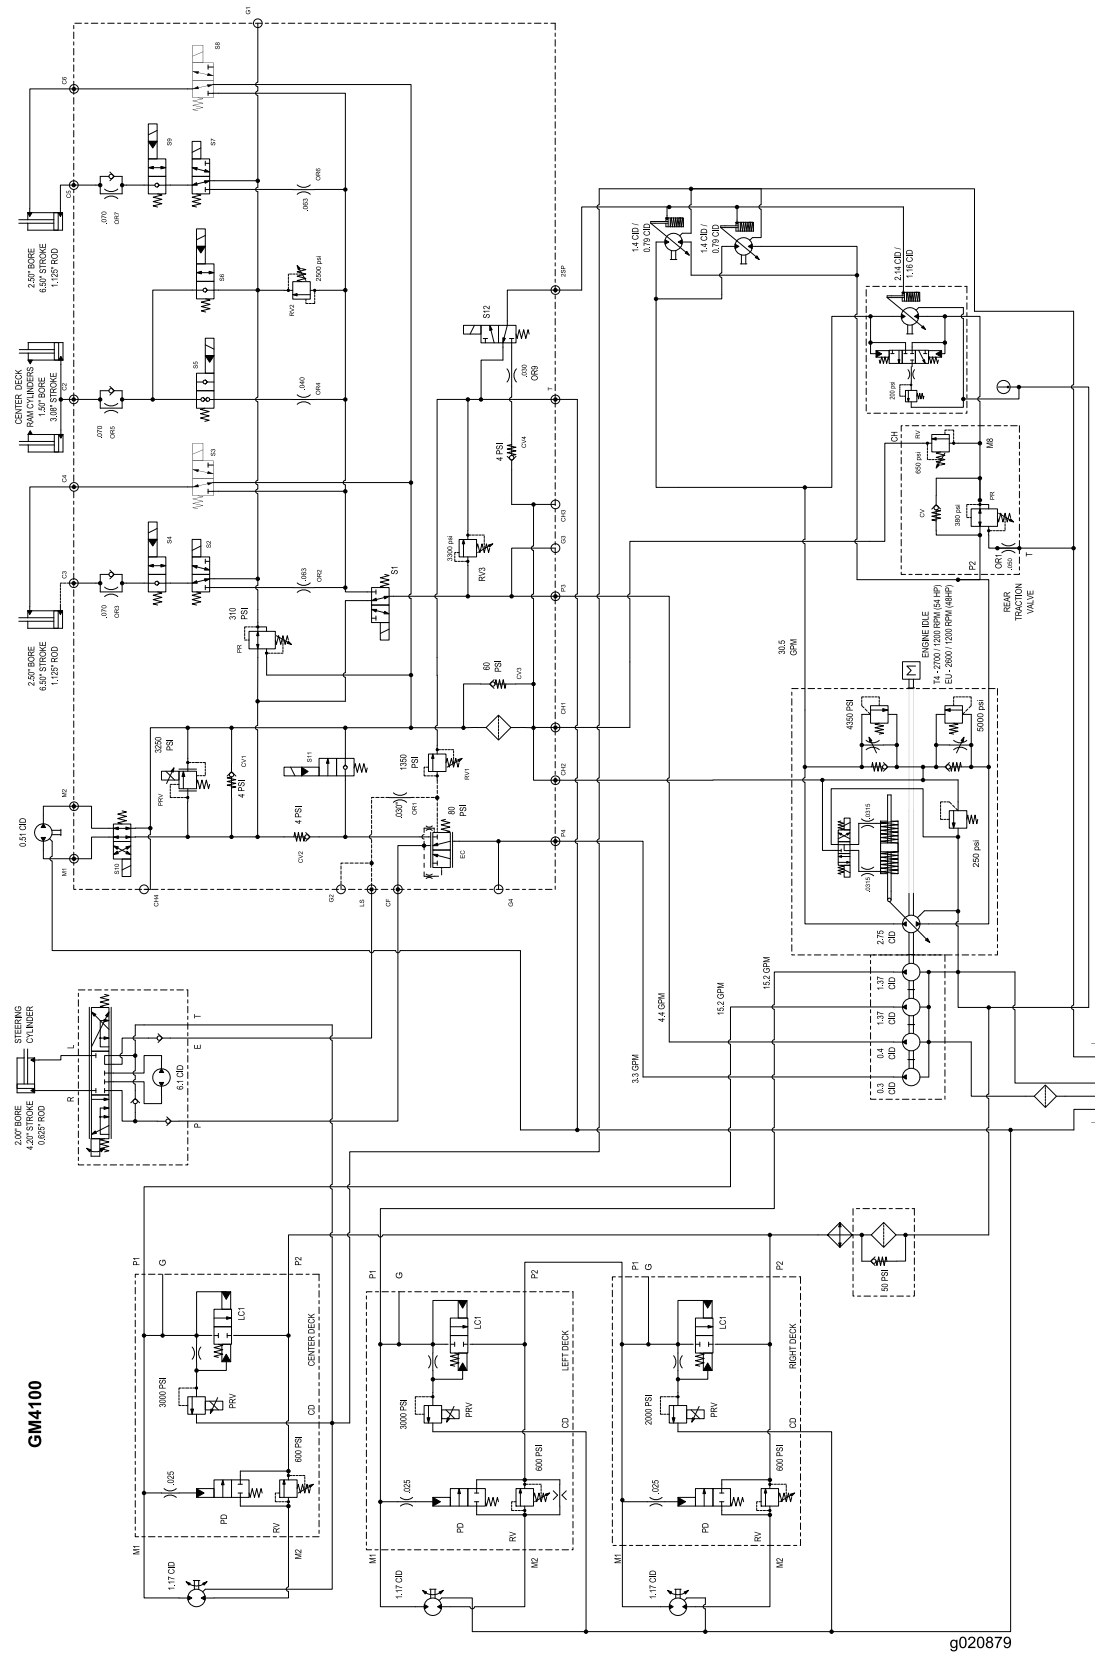 G1
S8
C6
S9
S7
OR6
.063
C5
.070
OR7
2.50" BORE
6.50" STROKE
1.125" ROD
S6
RV2
2500 psi
2SP
S12
1.4 CID /
0.79 CID
1.4 CID /
0.79 CID
2.14 CID /
1.16 CID
200 psi
CENTER DECK
RAM CYLINDERS
1.50" BORE
3.08" STROKE
C2
.070
OR5
S5
.040
OR4
.030
OR9
T
CH
RV
650 psi
M8
4 PSI
CV4
C4
S3
CH3
G3
CV
380 psi
PR
OR1
.050
T
P2
REAR
TRACTION
VALVE
3300 psi
RV3
C3
.070
OR3
S4
S2
.063
OR2
S1
P3
2.50" BORE
6.50" STROKE
1.125" ROD
310
PSI
PR
60
PSI
CV3
30.5
GPM
M
ENGINE IDLE
T4 - 2700 / 1200 RPM (54 HP)
EU - 2600 / 1200 RPM (48HP)
CH1
CH2
3250
PSI
PRV
CV1
4 PSI
S11
1350
PSI
RV1
4350 PSI
5000 psi
0.51 CID
M2
M1
S10
4 PSI
CV2
.030"
OR1
80
PSI
EC
P4
.0315
.0315
250 psi
CH4
G2
LS
CF
G4
2.75
CID
15.2 GPM
15.2 GPM
4.4 GPM
3.3 GPM
1.37
CID
1.37
CID
0.4
CID
0.3
CID
STEERING
CYLINDER
2.00" BORE
4.20" STROKE
0.625" ROD
L
R
T
E
P
6.1 CID
50 PSI
GM4100
P1
G
P2
LC1
3000 PSI
PRV
CENTER DECK
CD
.025
PD
600 PSI
RV
M1
M2
1.17 CID
P1
G
P2
LC1
3000 PSI
PRV
LEFT DECK
CD
.025
PD
600 PSI
RV
M1
M2
1.17 CID
P1
G
P2
LC1
2000 PSI
PRV
RIGHT DECK
CD
.025
PD
600 PSI
RV
M1
M2
1.17 CID
g020879